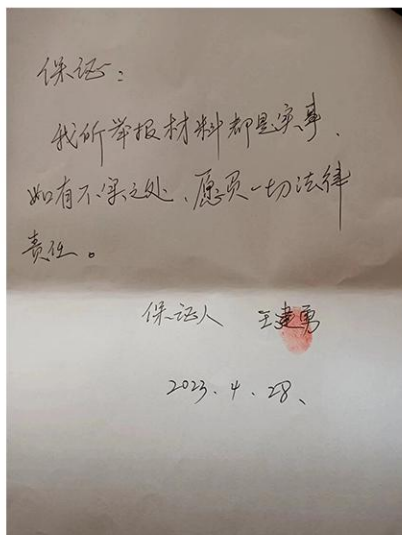 保证：
我所举报材料都是实事、
如有不实之处、愿负一切法律
责任。
保证人 王建勇
2023.4.28、